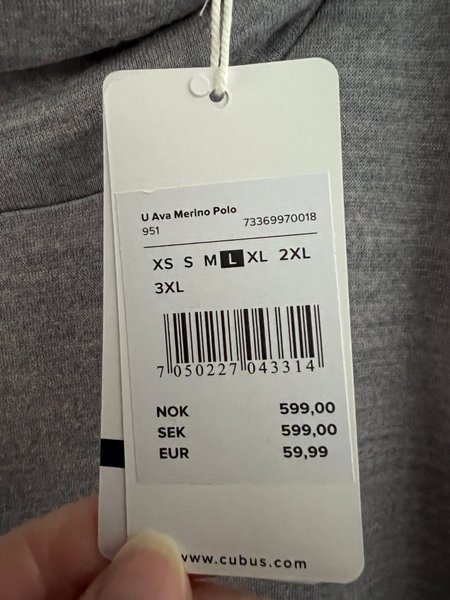 U Ava Merino Polo
951 73369970018
XS S M L XL 2XL
3XL
7 050227 043314
NOK 599,00
SEK 599,00
EUR 59,99
www.cubus.com